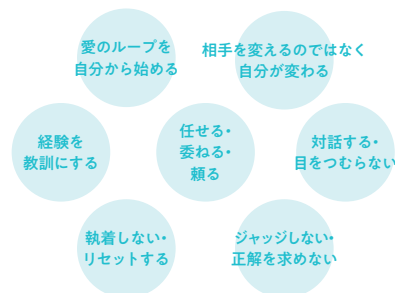 愛のループを
自分から始める
相手を変えるのではなく
自分が変わる
経験を
教訓にする
任せる・
委ねる・
頼る
対話する・
目をつむらない
執着しない・
リセットする
ジャッジしない・
正解を求めない